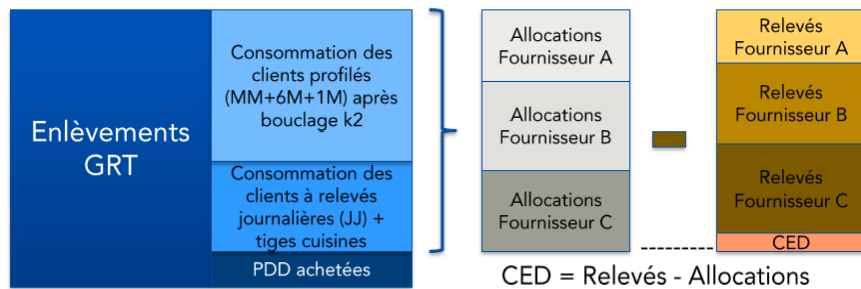 Enlèvements
GRT
Consommation des
clients profilés
(MM+6M+1M) après
bouclage k2
Consommation des
clients à relevés
journalières (JJ) +
tiges cuisines
PDD achetées
Allocations
Fournisseur A
Allocations
Fournisseur B
Allocations
Fournisseur C
Relevés
Fournisseur A
Relevés
Fournisseur B
Relevés
Fournisseur C
CED
CED = Relevés - Allocations